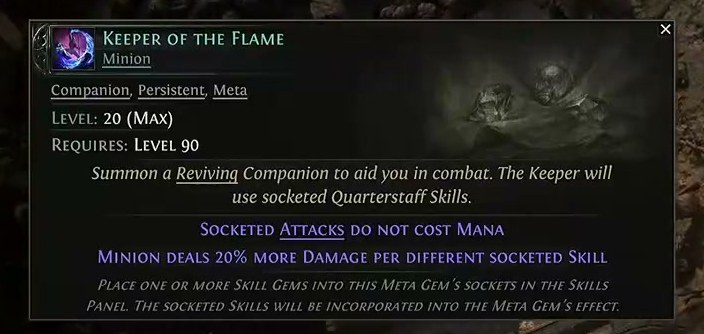 Keeper of the Flame
Minion
Companion, Persistent, Meta
Level: 20 (Max)
Requires: Level 90
Summon a Reviving Companion to aid you in combat. The Keeper will
use socketed Quarterstaff Skills.
Socketed Attacks do not cost Mana
Minion deals 20% more Damage per different socketed Skill
Place one or more Skill Gems into this Meta Gem's sockets in the Skills
Panel. The socketed Skills will be incorporated into the Meta Gem's effect.